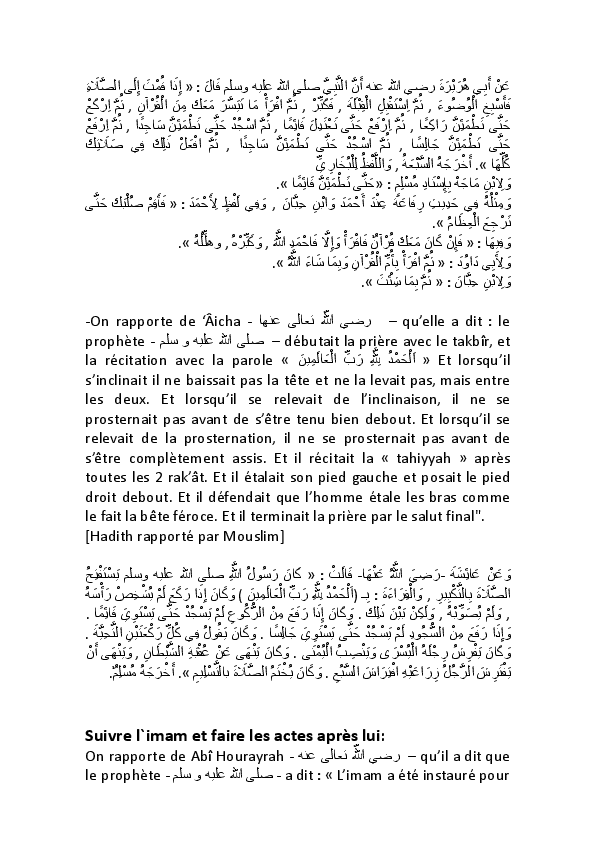 عَنْ أَبِي هُرَيْرَةَ رضي الله عنه أَنَّ النَّبِيَّ صلى الله عليه وسلم قَالَ : « إِذَا قُمْتَ إِلَى الصَّلَاةِ
فَأَسْبِغِ الْوُضُوءَ , ثُمَّ اِسْتَقْبِلِ الْقِبْلَةَ , فَكَبِّرْ , ثُمَّ اقْرَأْ مَا تَيَسَّرَ مَعَكَ مِنَ الْقُرْآنِ , ثُمَّ اِرْكَعْ
حَتَّى تَطْمَئِنَّ رَاكِعًا , ثُمَّ اِرْفَعْ حَتَّى تَعْتَدِلَ قَائِمًا , ثُمَّ اسْجُدْ حَتَّى تَطْمَئِنَّ سَاجِدًا , ثُمَّ اِرْفَعْ
حَتَّى تَطْمَئِنَّ جَالِسًا , ثُمَّ اسْجُدْ حَتَّى تَطْمَئِنَّ سَاجِدًا , ثُمَّ افْعَلْ ذَلِكَ فِي صَلَاتِكَ
كُلِّهَا ». أَخْرَجَهُ السَّبْعَةُ , وَاللَّفْظُ لِلْبُخَارِيِّ
وَلِابْنِ مَاجَهْ بِإِسْنَادِ مُسْلِمٍ : «حَتَّى تَطْمَئِنَّ قَائِمًا ».
وَمِثْلُهُ فِي حَدِيثِ رِفَاعَةَ عِنْدَ أَحْمَدَ وَابْنِ حِبَّانَ , وَفِي لَفْظٍ لِأَحْمَدَ : « فَأَقِمْ صُلْبَكَ حَتَّى
تَرْجِعَ الْعِظَامُ ».
وَفِيهَا : « فَإِنْ كَانَ مَعَكَ قُرْآنٌ فَاقْرَأْ وَإِلَّا فَاحْمَدِ اللَّهَ , وَكَبِّرْهُ , وهلِّلْهُ ».
وَلِأَبِي دَاوُدَ : « ثُمَّ اقْرَأْ بِأُمِّ الْقُرْآنِ وَبِمَا شَاءَ اللَّهُ ».
وَلِابْنِ حِبَّانَ : « ثُمَّ بِمَا شِئْتَ ».
-On rapporte de ‘Âicha - رضي اللّه تعالى عنها – qu’elle a dit : le
prophète - صلى الله عليه و سلم – débutait la prière avec le takbîr, et
la récitation avec la parole « اَلْحَمْدُ لِلَّهِ رَبِّ الْعَالَمِينَ » Et lorsqu’il
s’inclinait il ne baissait pas la tête et ne la levait pas, mais entre
les deux. Et lorsqu’il se relevait de l’inclinaison, il ne se
prosternait pas avant de s’être tenu bien debout. Et lorsqu’il se
relevait de la prosternation, il ne se prosternait pas avant de
s’être complètement assis. Et il récitait la « tahiyyah » après
toutes les 2 rak’ât. Et il étalait son pied gauche et posait le pied
droit debout. Et il défendait que l’homme étale les bras comme
le fait la bête féroce. Et il terminait la prière par le salut final".
[Hadith rapporté par Mouslim]
وَعَنْ عَائِشَةَ -رَضِيَ اللَّهُ عَنْهَا- قَالَتْ : « كَانَ رَسُولُ اللَّهِ صلى الله عليه وسلم يَسْتَفْتِحُ
الصَّلَاةَ بِالتَّكْبِيرِ , وَالْقِرَاءَةَ : بِـ (اَلْحَمْدُ لِلَّهِ رَبِّ الْعَالَمِينَ ) وَكَانَ إِذَا رَكَعَ لَمْ يُشْخِصْ رَأْسَهُ
, وَلَمْ يُصَوِّبْهُ , وَلَكِنْ بَيْنَ ذَلِكَ . وَكَانَ إِذَا رَفَعَ مِنْ الرُّكُوعِ لَمْ يَسْجُدْ حَتَّى يَسْتَوِيَ قَائِمًا .
وَإِذَا رَفَعَ مِنْ السُّجُودِ لَمْ يَسْجُدْ حَتَّى يَسْتَوِيَ جَالِسًا . وَكَانَ يَقُولُ فِي كُلِّ رَكْعَتَيْنِ التَّحِيَّةَ .
وَكَانَ يَفْرِشُ رِجْلَهُ الْيُسْرَى وَيَنْصِبُ الْيُمْنَى . وَكَانَ يَنْهَى عَنْ عُقْبَةِ الشَّيْطَانِ , وَيَنْهَى أَنْ
يَفْتَرِشَ الرَّجُلُ ذِرَاعَيْهِ افْتِرَاشَ السَّبُعِ . وَكَانَ يَخْتِمُ الصَّلَاةَ بِالتَّسْلِيمِ ». أَخْرَجَهُ مُسْلِمٌ.
Suivre l`imam et faire les actes après lui:
On rapporte de Abî Hourayrah - رضي اللّه تعالى عنه – qu’il a dit que
le prophète - صلى الله عليه و سلم - a dit : « L’imam a été instauré pour